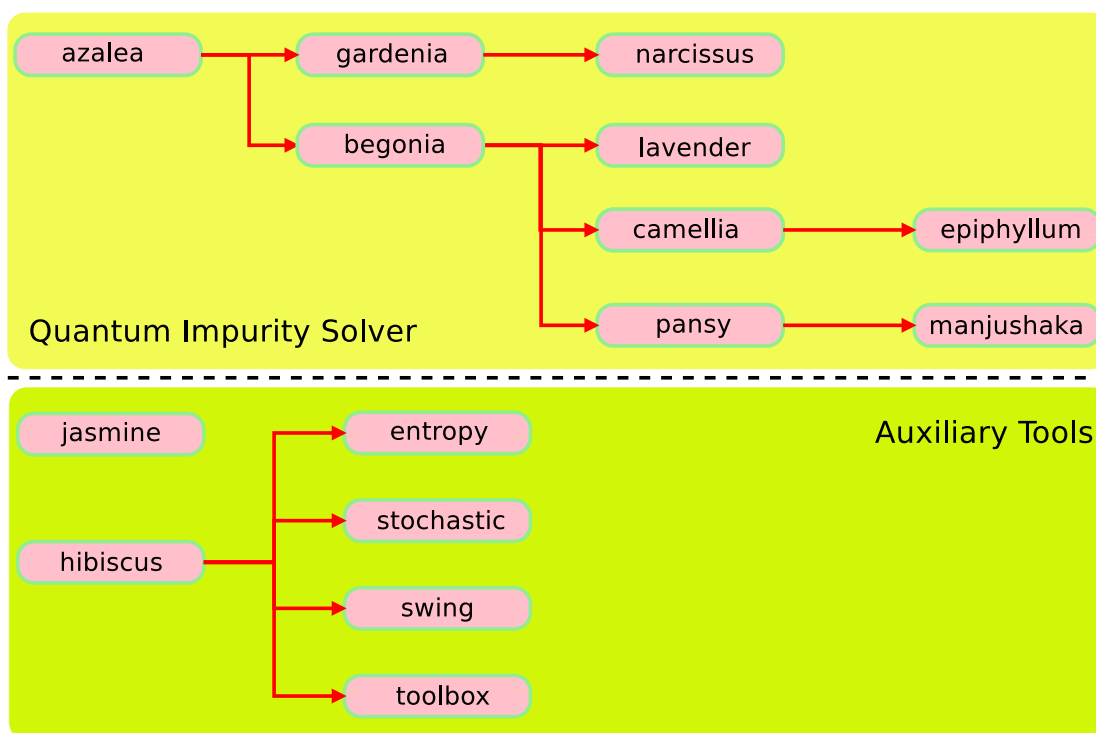 azalea
gardenia
narcissus
begonia
lavender
camellia
epiphyllum
pansy
manjushaka
Quantum Impurity Solver
jasmine
entropy
Auxiliary Tools
stochastic
hibiscus
swing
toolbox